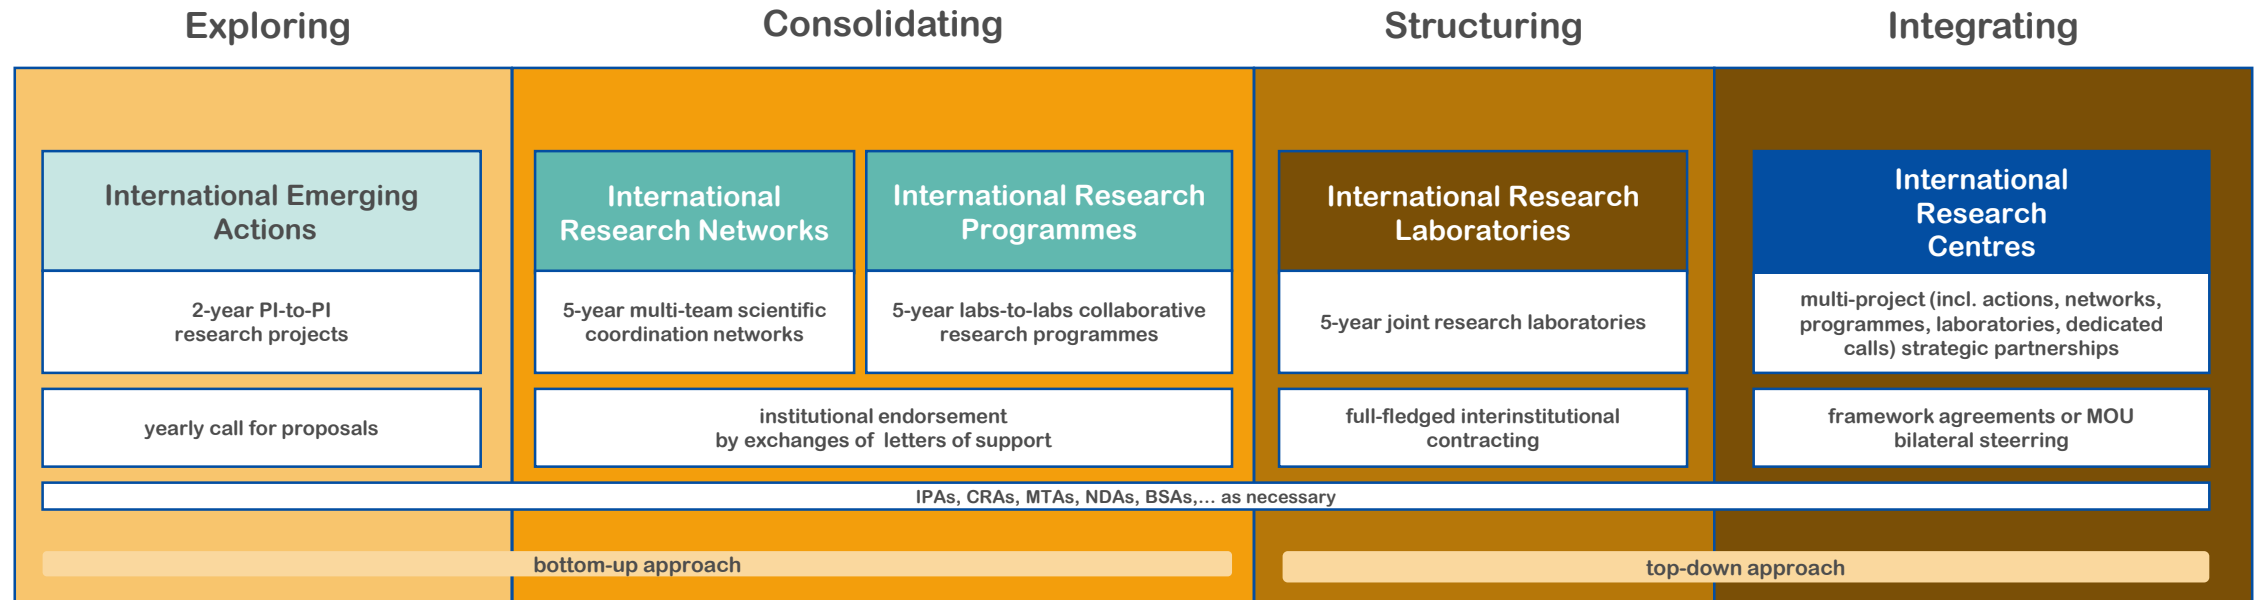 Exploring
Consolidating
Structuring
Integrating
International Emerging
Actions
International
Research Networks
International Research
Programmes
International Research
Laboratories
International
Research
Centres
2-year PI-to-PI
research projects
5-year multi-team scientific
coordination networks
5-year labs-to-labs collaborative
research programmes
5-year joint research laboratories
multi-project (incl. actions, networks,
programmes, laboratories, dedicated
calls) strategic partnerships
yearly call for proposals
institutional endorsement
by exchanges of letters of support
full-fledged interinstitutional
contracting
framework agreements or MOU
bilateral steerring
IPAs, CRAs, MTAs, NDAs, BSAs,... as necessary
bottom-up approach
top-down approach